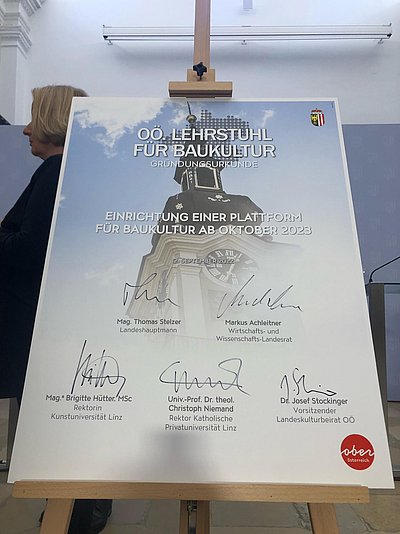 OÖ. LEHRSTUHL
FÜR BAUKULTUR
GRÜNDUNGSURKUNDE
EINRICHTUNG EINER PLATTFORM
FÜR BAUKULTUR AB OKTOBER 2023
SEPTEMBER 2022
Mag. Thomas Stelzer
Landeshauptmann
Markus Achleitner
Wirtschafts- und
Wissenschafts-Landesrat
Mag.ª Brigitte Hütter, MSc
Rektorin
Kunstuniversität Linz
Univ.-Prof. Dr. theol.
Christoph Niemand
Rektor Katholische
Privatuniversität Linz
Dr. Josef Stockinger
Vorsitzender
Landeskulturbeirat OÖ
ober
österreich